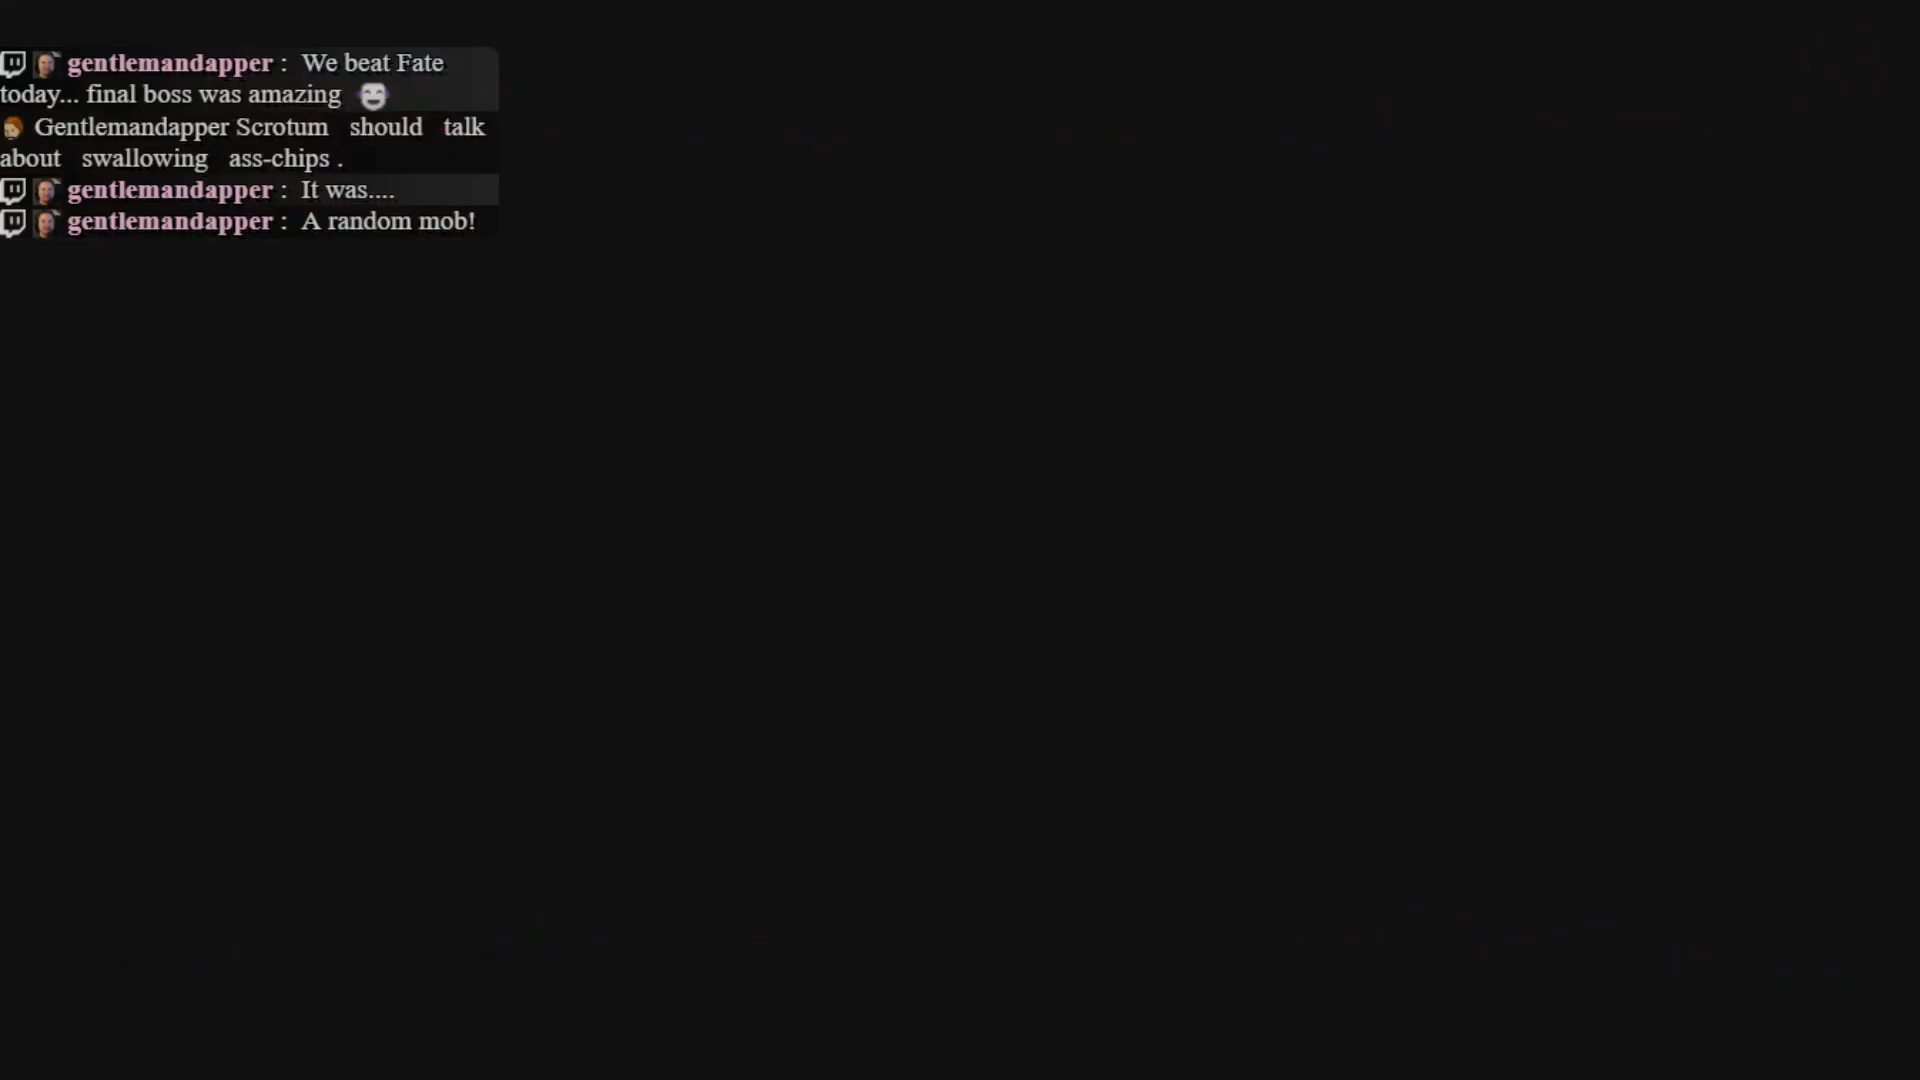 gentlemandapper : We beat Fate
today... final boss was amazing
Gentlemandapper Scrotum should talk
about swallowing ass-chips .
gentlemandapper : It was....
gentlemandapper : A random mob!